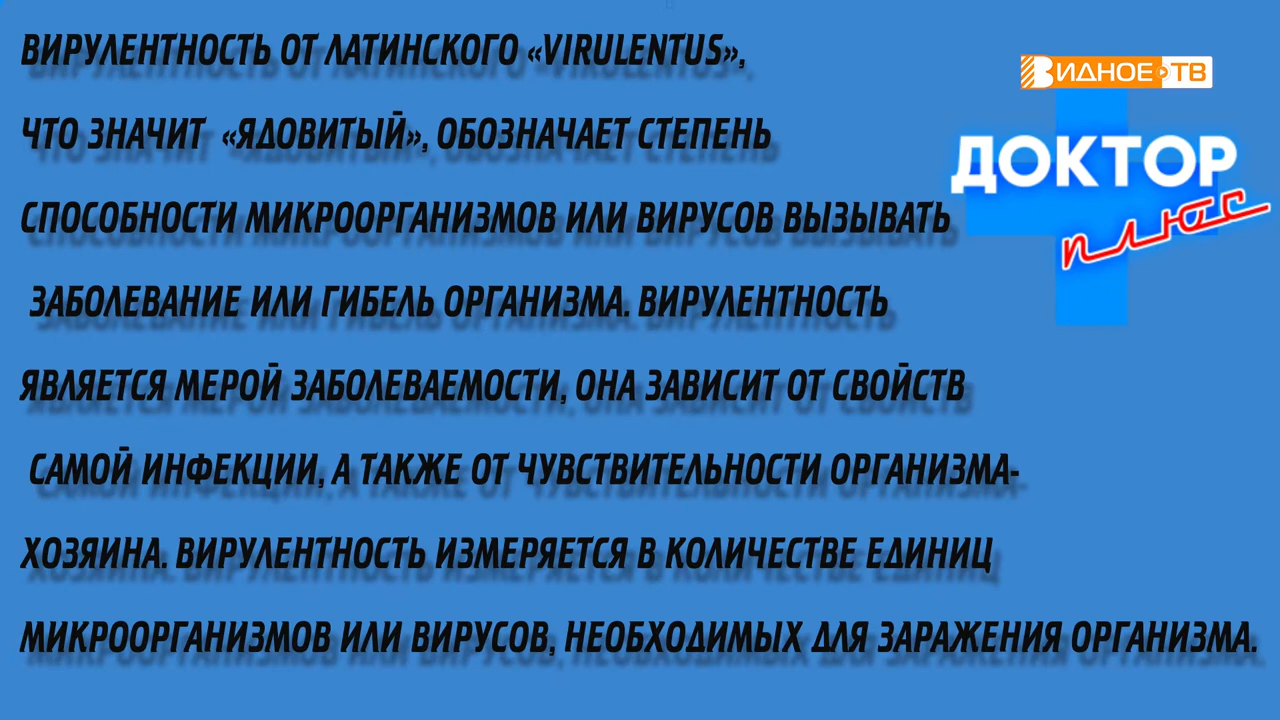 ВИРУЛЕНТНОСТЬ ОТ ЛАТИНСКОГО «VIRULENTUS»,
ЧТО ЗНАЧИТ «ЯДОВИТЫЙ», ОБОЗНАЧАЕТ СТЕПЕНЬ
СПОСОБНОСТИ МИКРООРГАНИЗМОВ ИЛИ ВИРУСОВ ВЫЗЫВАТЬ
ЗАБОЛЕВАНИЕ ИЛИ ГИБЕЛЬ ОРГАНИЗМА. ВИРУЛЕНТНОСТЬ
ЯВЛЯЕТСЯ МЕРОЙ ЗАБОЛЕВАЕМОСТИ, ОНА ЗАВИСИТ ОТ СВОЙСТВ
САМОЙ ИНФЕКЦИИ, А ТАКЖЕ ОТ ЧУВСТВИТЕЛЬНОСТИ ОРГАНИЗМА-
ХОЗЯИНА. ВИРУЛЕНТНОСТЬ ИЗМЕРЯЕТСЯ В КОЛИЧЕСТВЕ ЕДИНИЦ
МИКРООРГАНИЗМОВ ИЛИ ВИРУСОВ, НЕОБХОДИМЫХ ДЛЯ ЗАРАЖЕНИЯ ОРГАНИЗМА.
ВИДНОЕ ТВ
ДОКТОР
плюс